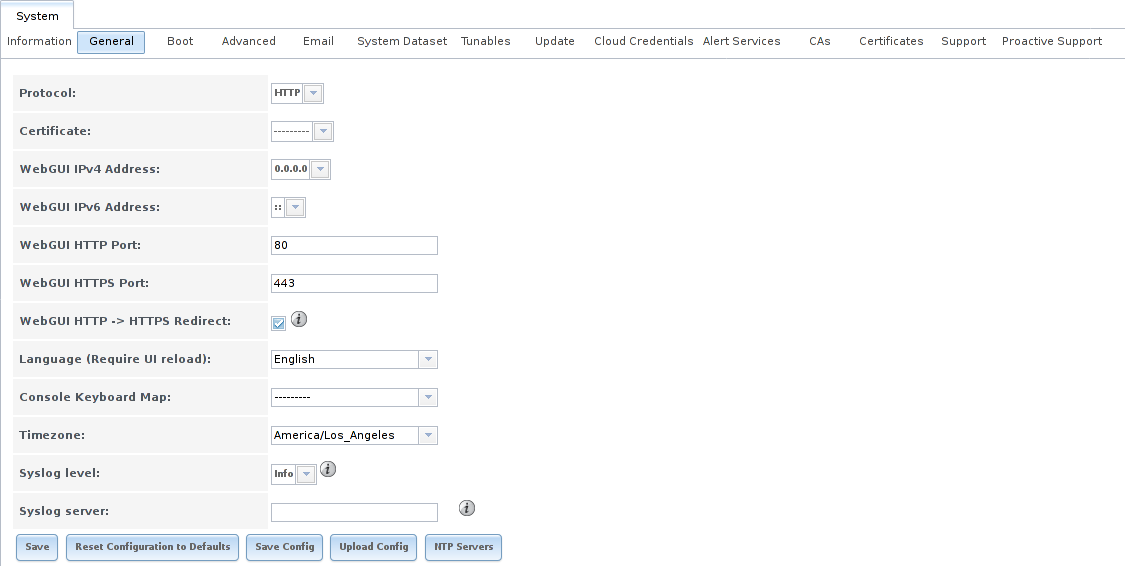 System
Information General Boot Advanced Email System Dataset Tunables Update Cloud Credentials Alert Services CAs Certificates Support Proactive Support
Protocol: HTTP
Certificate: ---------
WebGUI IPv4 Address: 0.0.0.0
WebGUI IPv6 Address: ::
WebGUI HTTP Port: 80
WebGUI HTTPS Port: 443
WebGUI HTTP -> HTTPS Redirect: i
Language (Require UI reload): English
Console Keyboard Map: ---------
Timezone: America/Los_Angeles
Syslog level: Info i
Syslog server: i
Save Reset Configuration to Defaults Save Config Upload Config NTP Servers